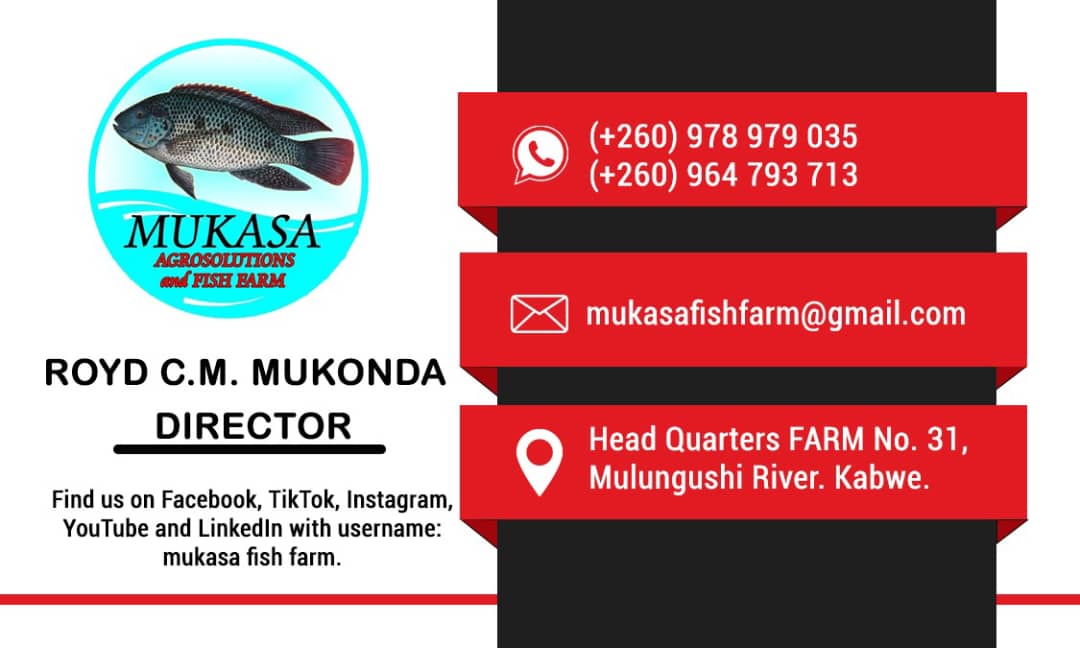 MUKASA
AGROSOLUTIONS
and FISH FARM
ROYD C.M. MUKONDA
DIRECTOR
Find us on Facebook, TikTok, Instagram,
YouTube and LinkedIn with username:
mukasa fish farm.
(+260) 978 979 035
(+260) 964 793 713
mukasafishfarm@gmail.com
Head Quarters FARM No. 31,
Mulungushi River. Kabwe.